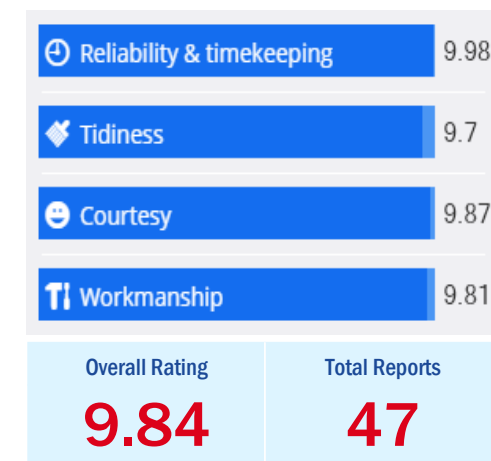 Reliability & timekeeping 9.98
Tidiness 9.7
Courtesy 9.87
Workmanship 9.81
Overall Rating Total Reports
9.84 47